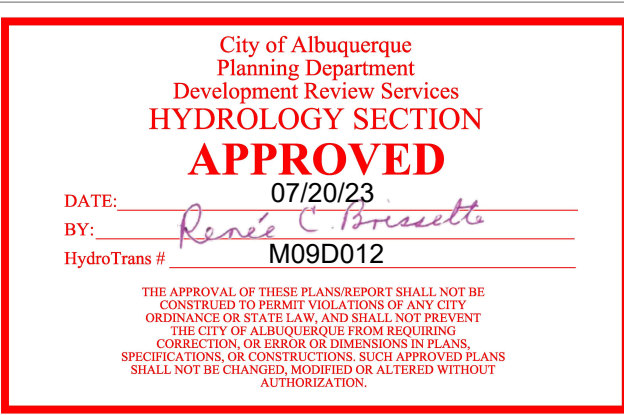 City of Albuquerque
Planning Department
Development Review Services
HYDROLOGY SECTION
APPROVED
DATE: 07/20/23
BY: Renée C. Brissette
HydroTrans # M09D012
THE APPROVAL OF THESE PLANS/REPORT SHALL NOT BE
CONSTRUED TO PERMIT VIOLATIONS OF ANY CITY
ORDINANCE OR STATE LAW, AND SHALL NOT PREVENT
THE CITY OF ALBUQUERQUE FROM REQUIRING
CORRECTION, OR ERROR OR DIMENSIONS IN PLANS,
SPECIFICATIONS, OR CONSTRUCTIONS. SUCH APPROVED PLANS
SHALL NOT BE CHANGED, MODIFIED OR ALTERED WITHOUT
AUTHORIZATION.